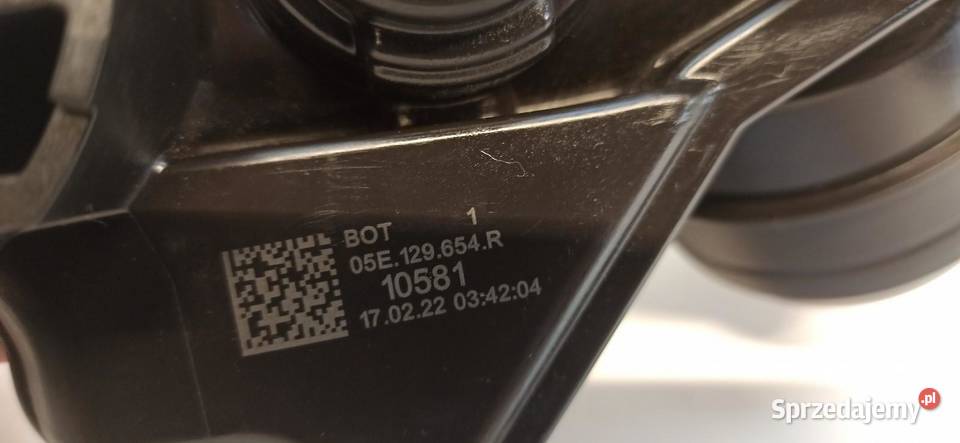 BOT 1
05E.129.654.R
10581
17.02.22 03:42:04
Sprzedajemy.pl